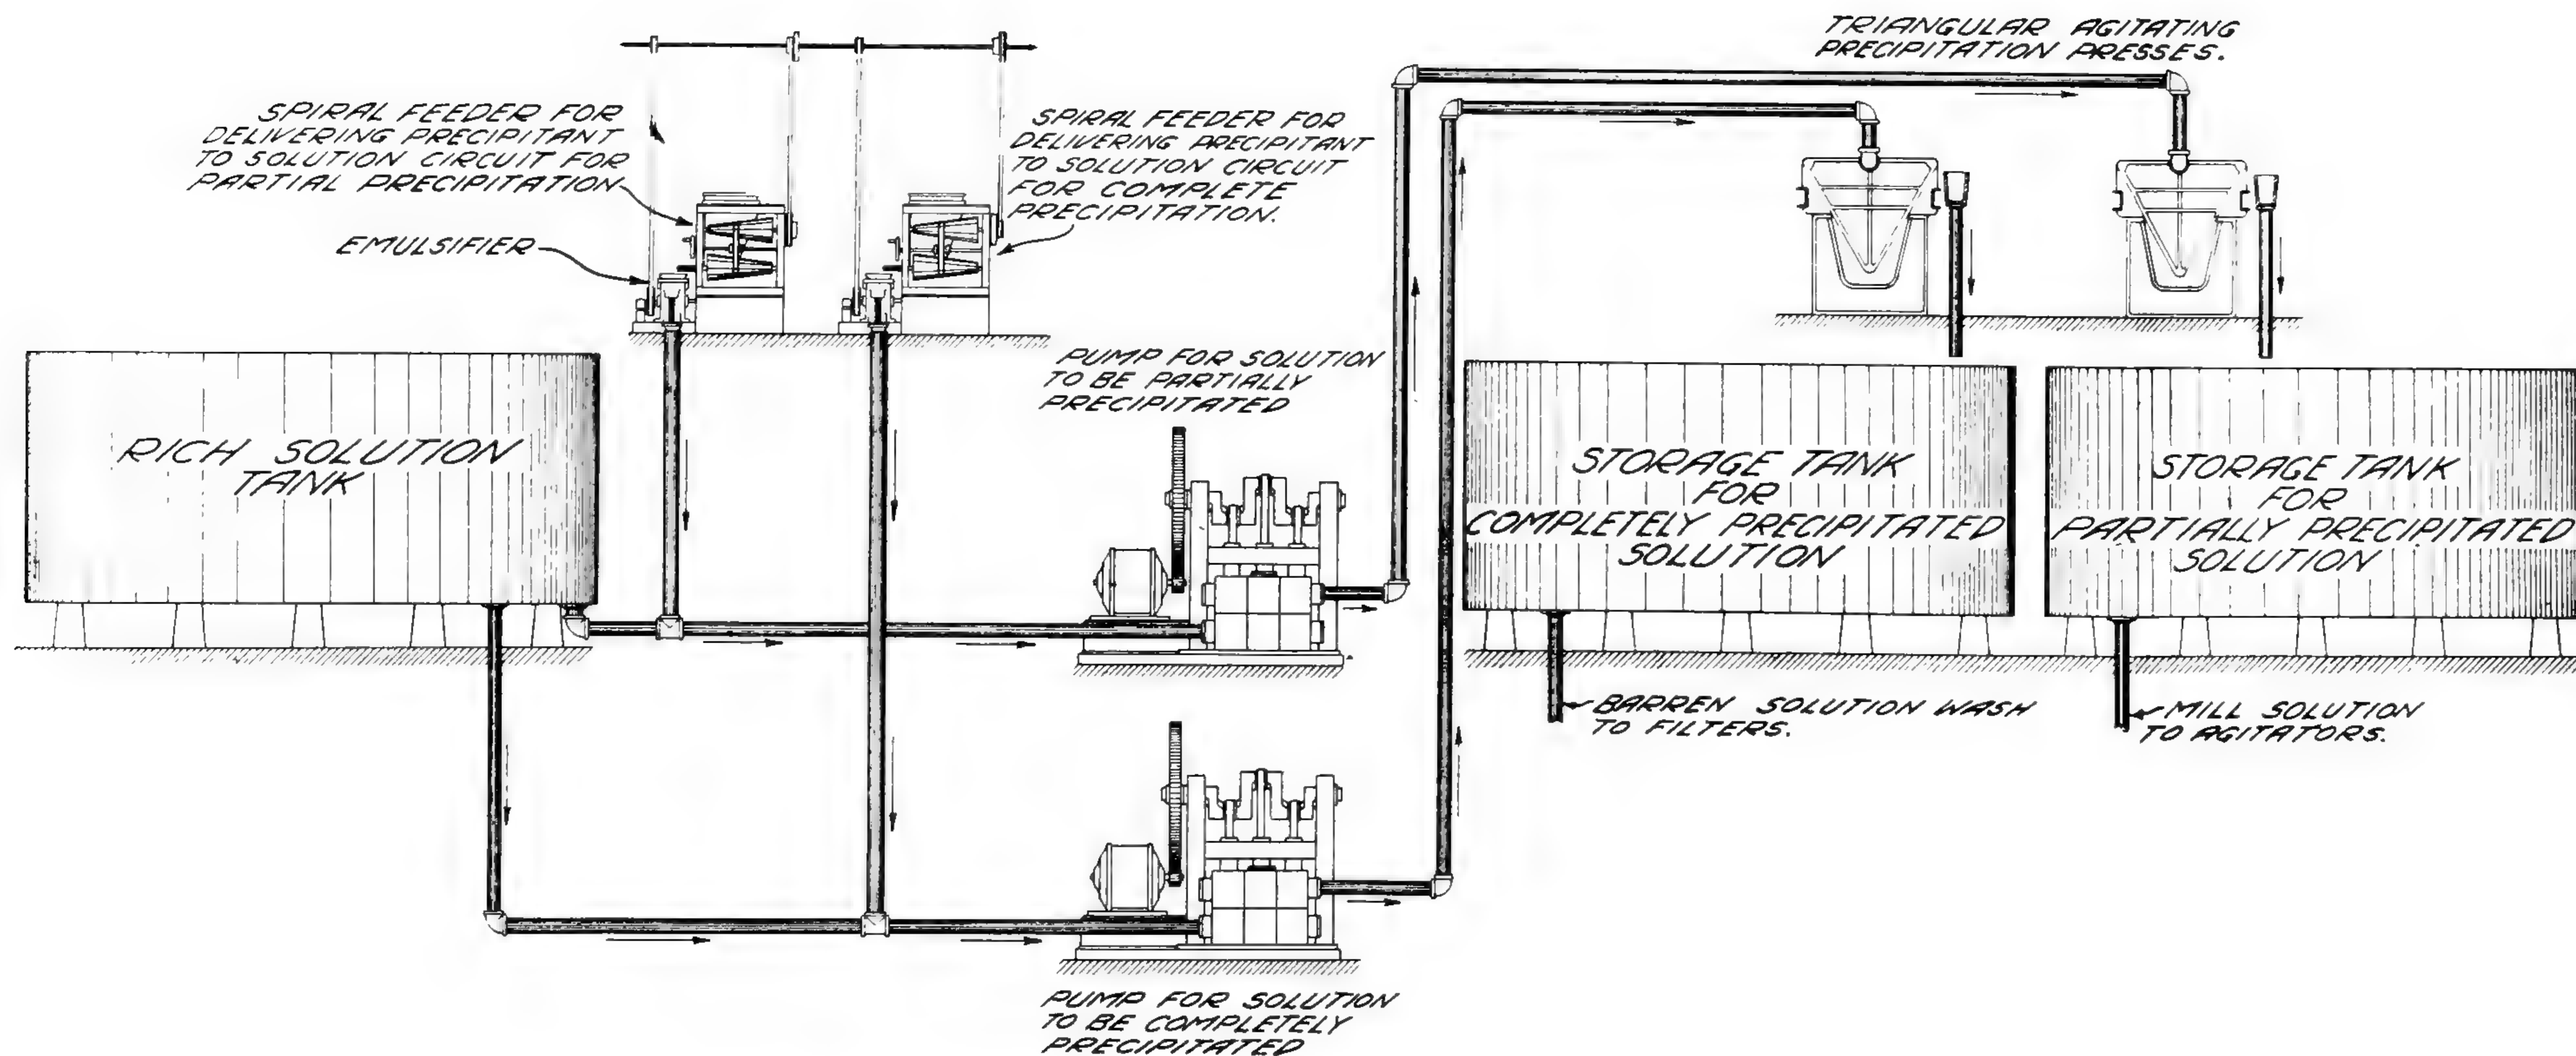 TRIANGULAR AGITATING
PRECIPITATION PRESSES.
SPIRAL FEEDER FOR
DELIVERING PRECIPITANT
TO SOLUTION CIRCUIT FOR
PARTIAL PRECIPITATION
SPIRAL FEEDER FOR
DELIVERING PRECIPITANT
TO SOLUTION CIRCUIT
FOR COMPLETE
PRECIPITATION.
EMULSIFIER
PUMP FOR SOLUTION
TO BE PARTIALLY
PRECIPITATED
RICH SOLUTION
TANK
STORAGE TANK
FOR
COMPLETELY PRECIPITATED
SOLUTION
STORAGE TANK
FOR
PARTIALLY PRECIPITATED
SOLUTION
BARREN SOLUTION WASH
TO FILTERS.
MILL SOLUTION
TO AGITATORS.
PUMP FOR SOLUTION
TO BE COMPLETELY
PRECIPITATED